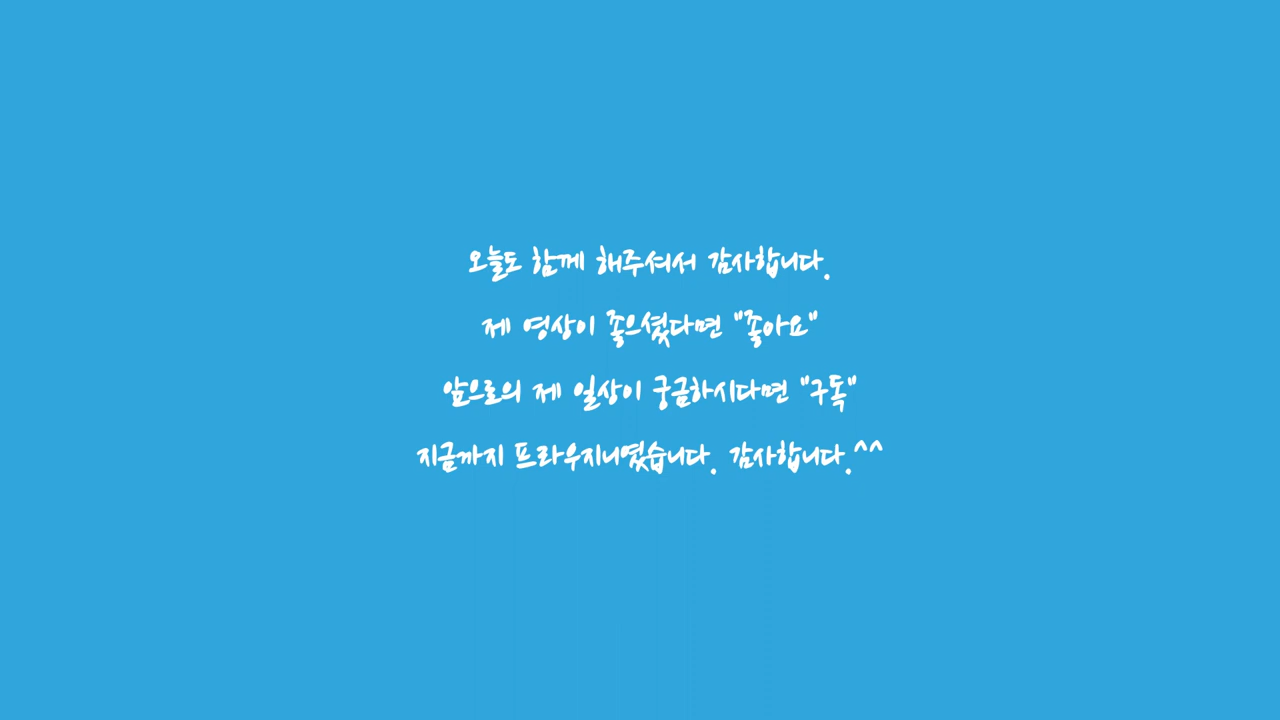 오늘도 함께 해주셔서 감사합니다.
제 영상이 좋으셨다면 "좋아요"
앞으로의 제 일상이 궁금하시다면 "구독"
지금까지 프라우지니였습니다. 감사합니다.^^